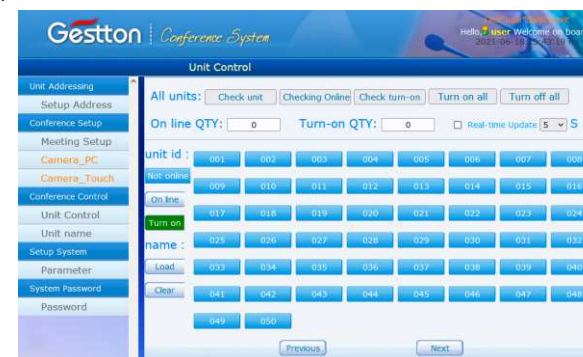 Gestton Conference System
Hello, user Welcome on boar
Unit Control
Unit Addressing
Setup Address
Conference Setup
Meeting Setup
Camera_PC
Camera_Touch
Conference Control
Unit Control
Unit name
Setup System
Parameter
System Password
Password
All units: Check unit Checking Online Check turn-on Turn on all Turn off all
On line QTY: 0 Turn-on QTY: 0 Real-time Update 5 S
unit id :
Not online
On line
Turn on
name :
Load
Clear
001 002 003 004 005 006 007 008
009 010 011 012 013 014 015 016
017 018 019 020 021 022 023 024
025 026 027 028 029 030 031 032
033 034 035 036 037 038 039 040
041 042 043 044 045 046 047 048
049 050
Previous Next